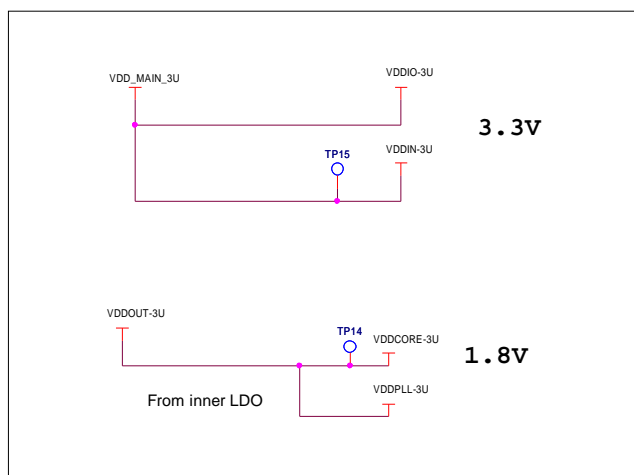 VDD_MAIN_3U
VDDIO-3U
3.3V
TP15
VDDIN-3U
VDDOUT-3U
TP14
VDDCORE-3U
1.8V
From inner LDO
VDDPLL-3U